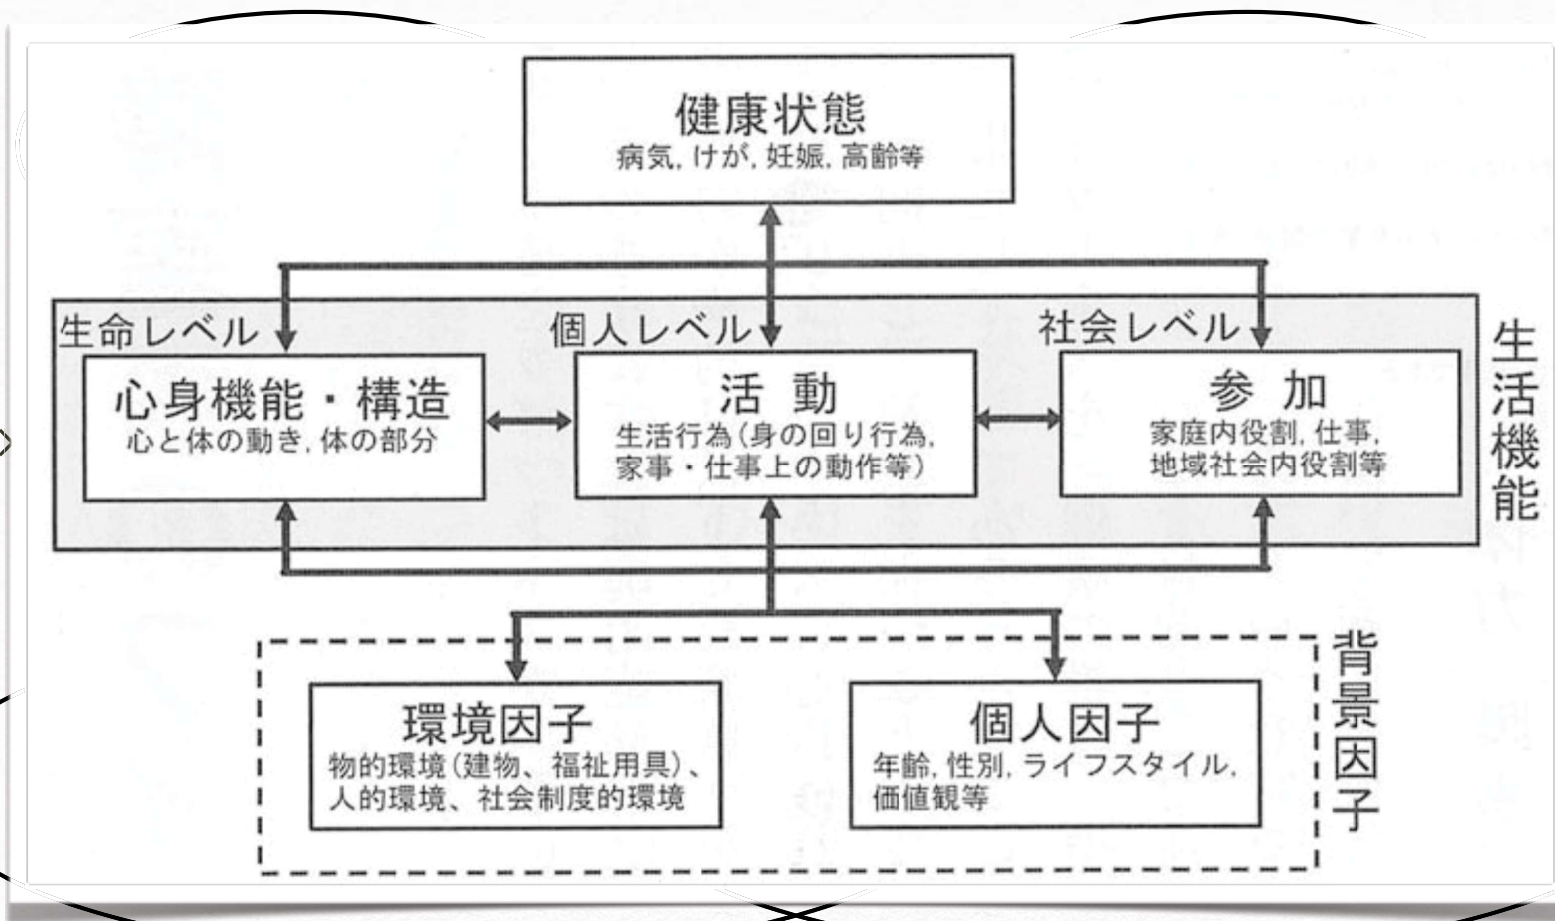 健康状態
病気, けが, 妊娠, 高齢等
生命レベル
個人レベル
社会レベル
心身機能・構造
心と体の動き, 体の部分
活 動
生活行為(身の回り行為,
家事・仕事上の動作等)
参 加
家庭内役割, 仕事,
地域社会内役割等
生活機能
環境因子
物的環境(建物、福祉用具)、
人的環境、社会制度的環境
個人因子
年齢, 性別, ライフスタイル,
価値観等
背景因子